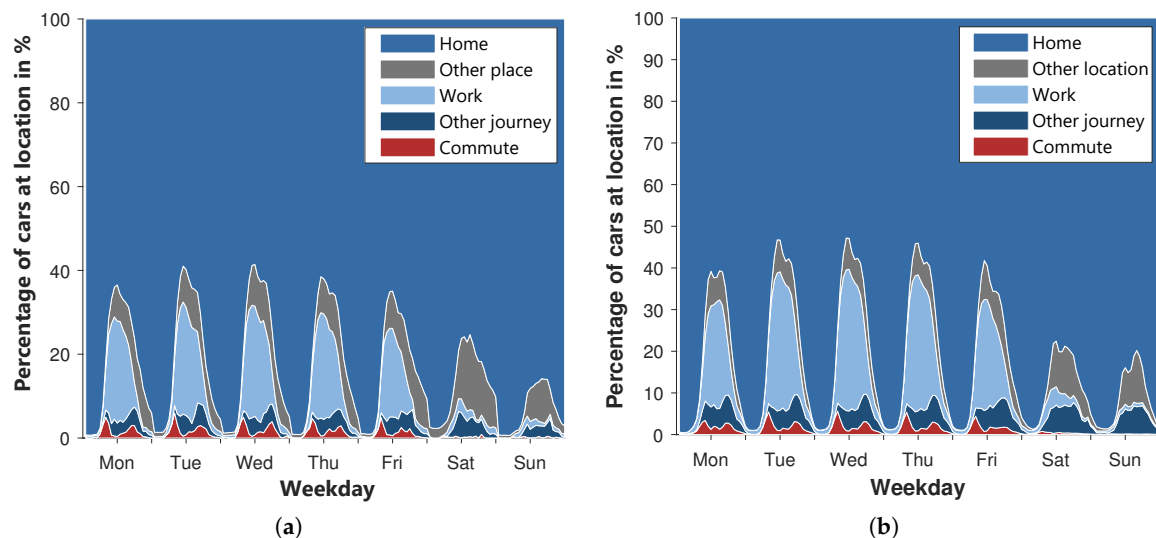 Percentage of cars at location in %
100
80
60
40
20
0
Home
Other place
Work
Other journey
Commute
Mon Tue Wed Thu Fri Sat Sun
Weekday
(a)
Percentage of cars at location in %
100
90
80
70
60
50
40
30
20
10
0
Home
Other location
Work
Other journey
Commute
Mon Tue Wed Thu Fri Sat Sun
Weekday
(b)